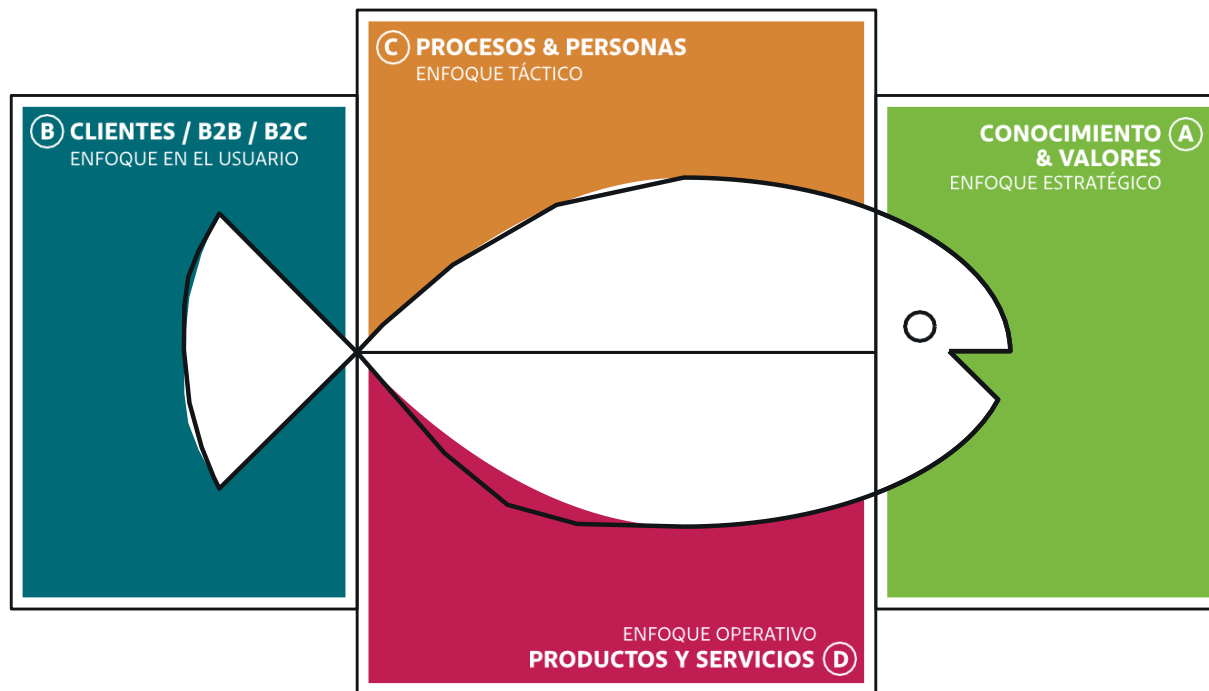 C PROCESOS & PERSONAS
ENFOQUE TÁCTICO
B CLIENTES / B2B / B2C
ENFOQUE EN EL USUARIO
CONOCIMIENTO A
& VALORES
ENFOQUE ESTRATÉGICO
ENFOQUE OPERATIVO
PRODUCTOS Y SERVICIOS D